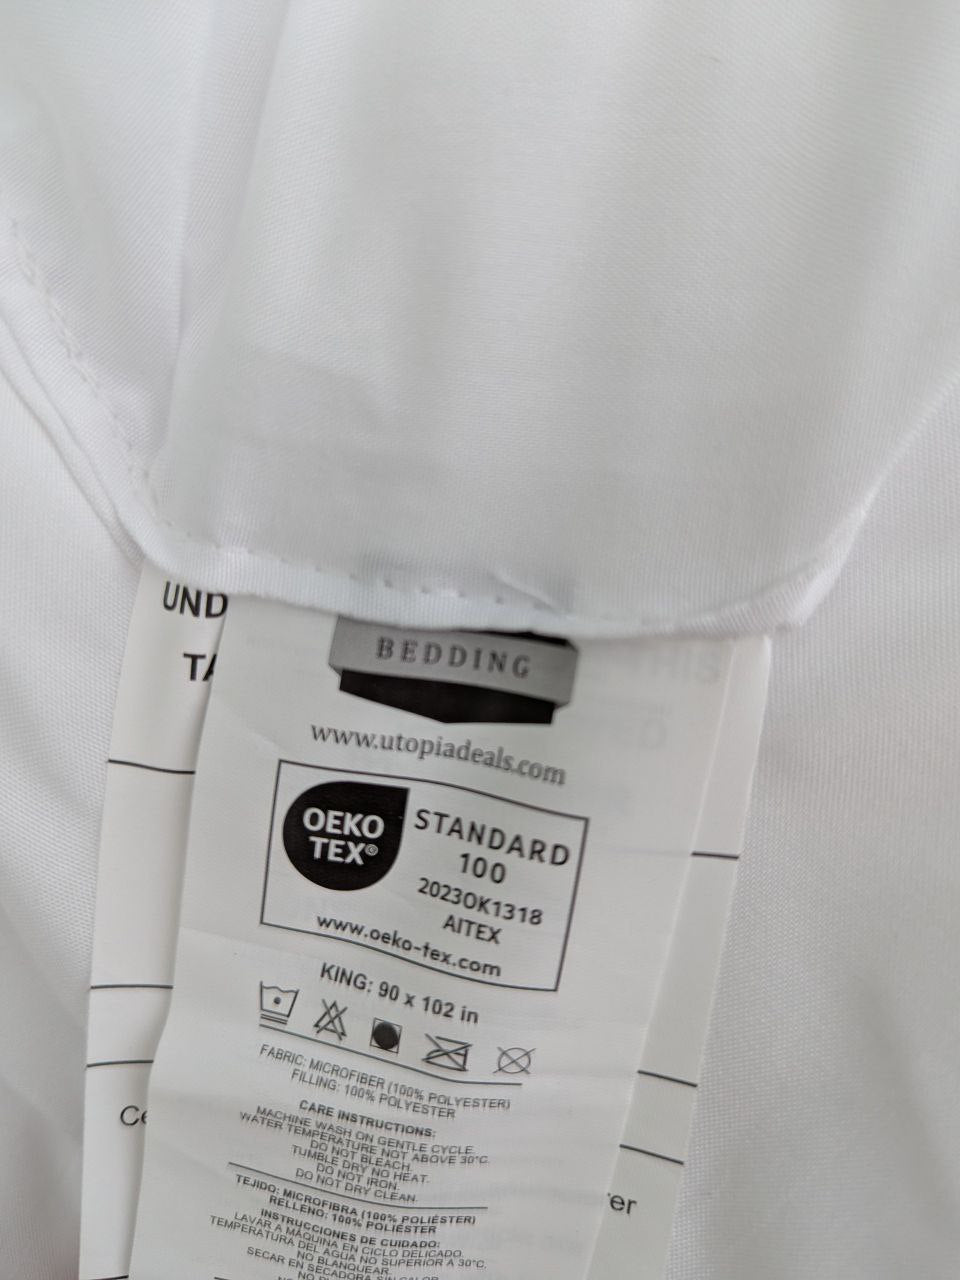 UND
TA
BEDDING
www.utopiadeals.com
OEKO
TEX®
STANDARD
100
2023OK1318
AITEX
www.oeko-tex.com
KING: 90 x 102 in
FABRIC: MICROFIBER (100% POLYESTER)
FILLING: 100% POLYESTER
CARE INSTRUCTIONS:
MACHINE WASH ON GENTLE CYCLE.
WATER TEMPERATURE NOT ABOVE 30°C.
DO NOT BLEACH.
TUMBLE DRY NO HEAT.
DO NOT IRON.
DO NOT DRY CLEAN.
TEJIDO: MICROFIBRA (100% POLIÉSTER)
RELLENO: 100% POLIÉSTER
INSTRUCCIONES DE CUIDADO:
LAVAR A MÁQUINA EN CICLO DELICADO.
TEMPERATURA DEL AGUA NO SUPERIOR A 30°C.
NO BLANQUEAR.
SECAR EN SECADORA SIN CALOR
Ce
er